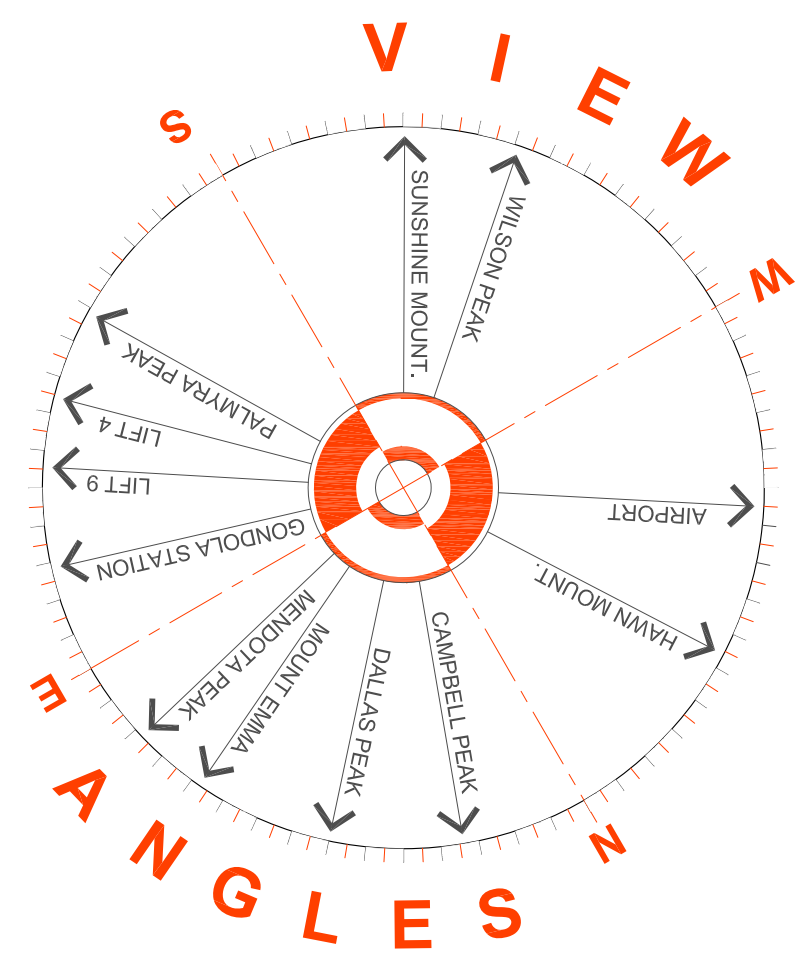 VIEW
S
W
SUNSHINE MOUNT.
WILSON PEAK
PALMYRA PEAK
LIFT 4
LIFT 9
GONDOLA STATION
AIRPORT
HAWN MOUNT.
MENDOTA PEAK
MOUNT EMMA
DALLAS PEAK
CAMPBELL PEAK
E
N
ANGLES